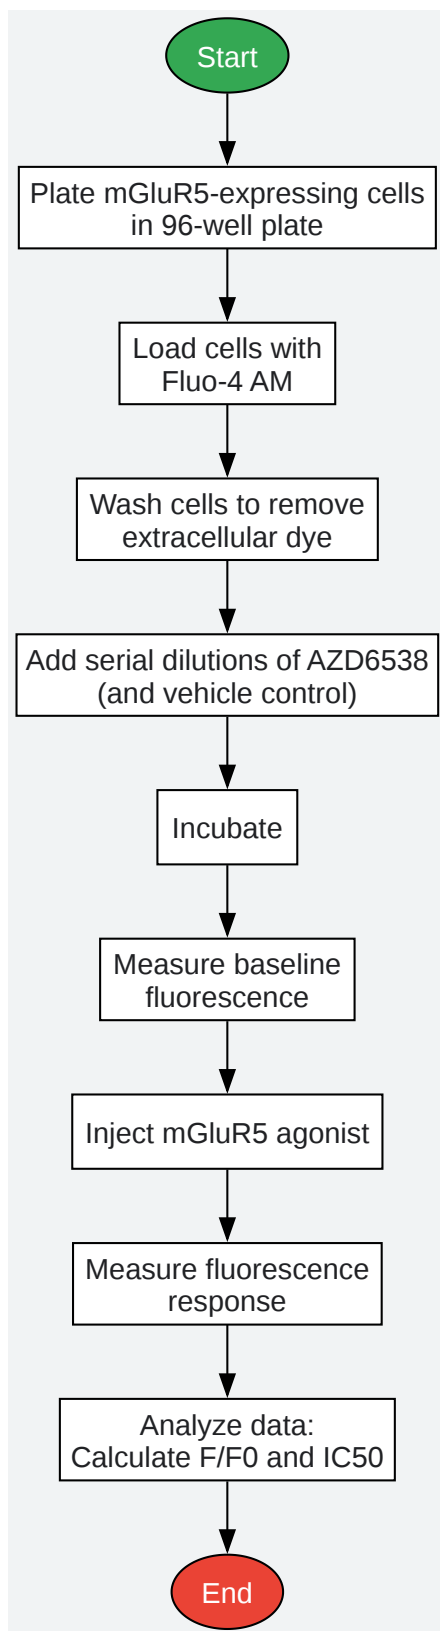 Start
Plate mGluR5-expressing cells
in 96-well plate
Load cells with
Fluo-4 AM
Wash cells to remove
extracellular dye
Add serial dilutions of AZD6538
(and vehicle control)
Incubate
Measure baseline
fluorescence
Inject mGluR5 agonist
Measure fluorescence
response
Analyze data:
Calculate F/F0 and IC50
End